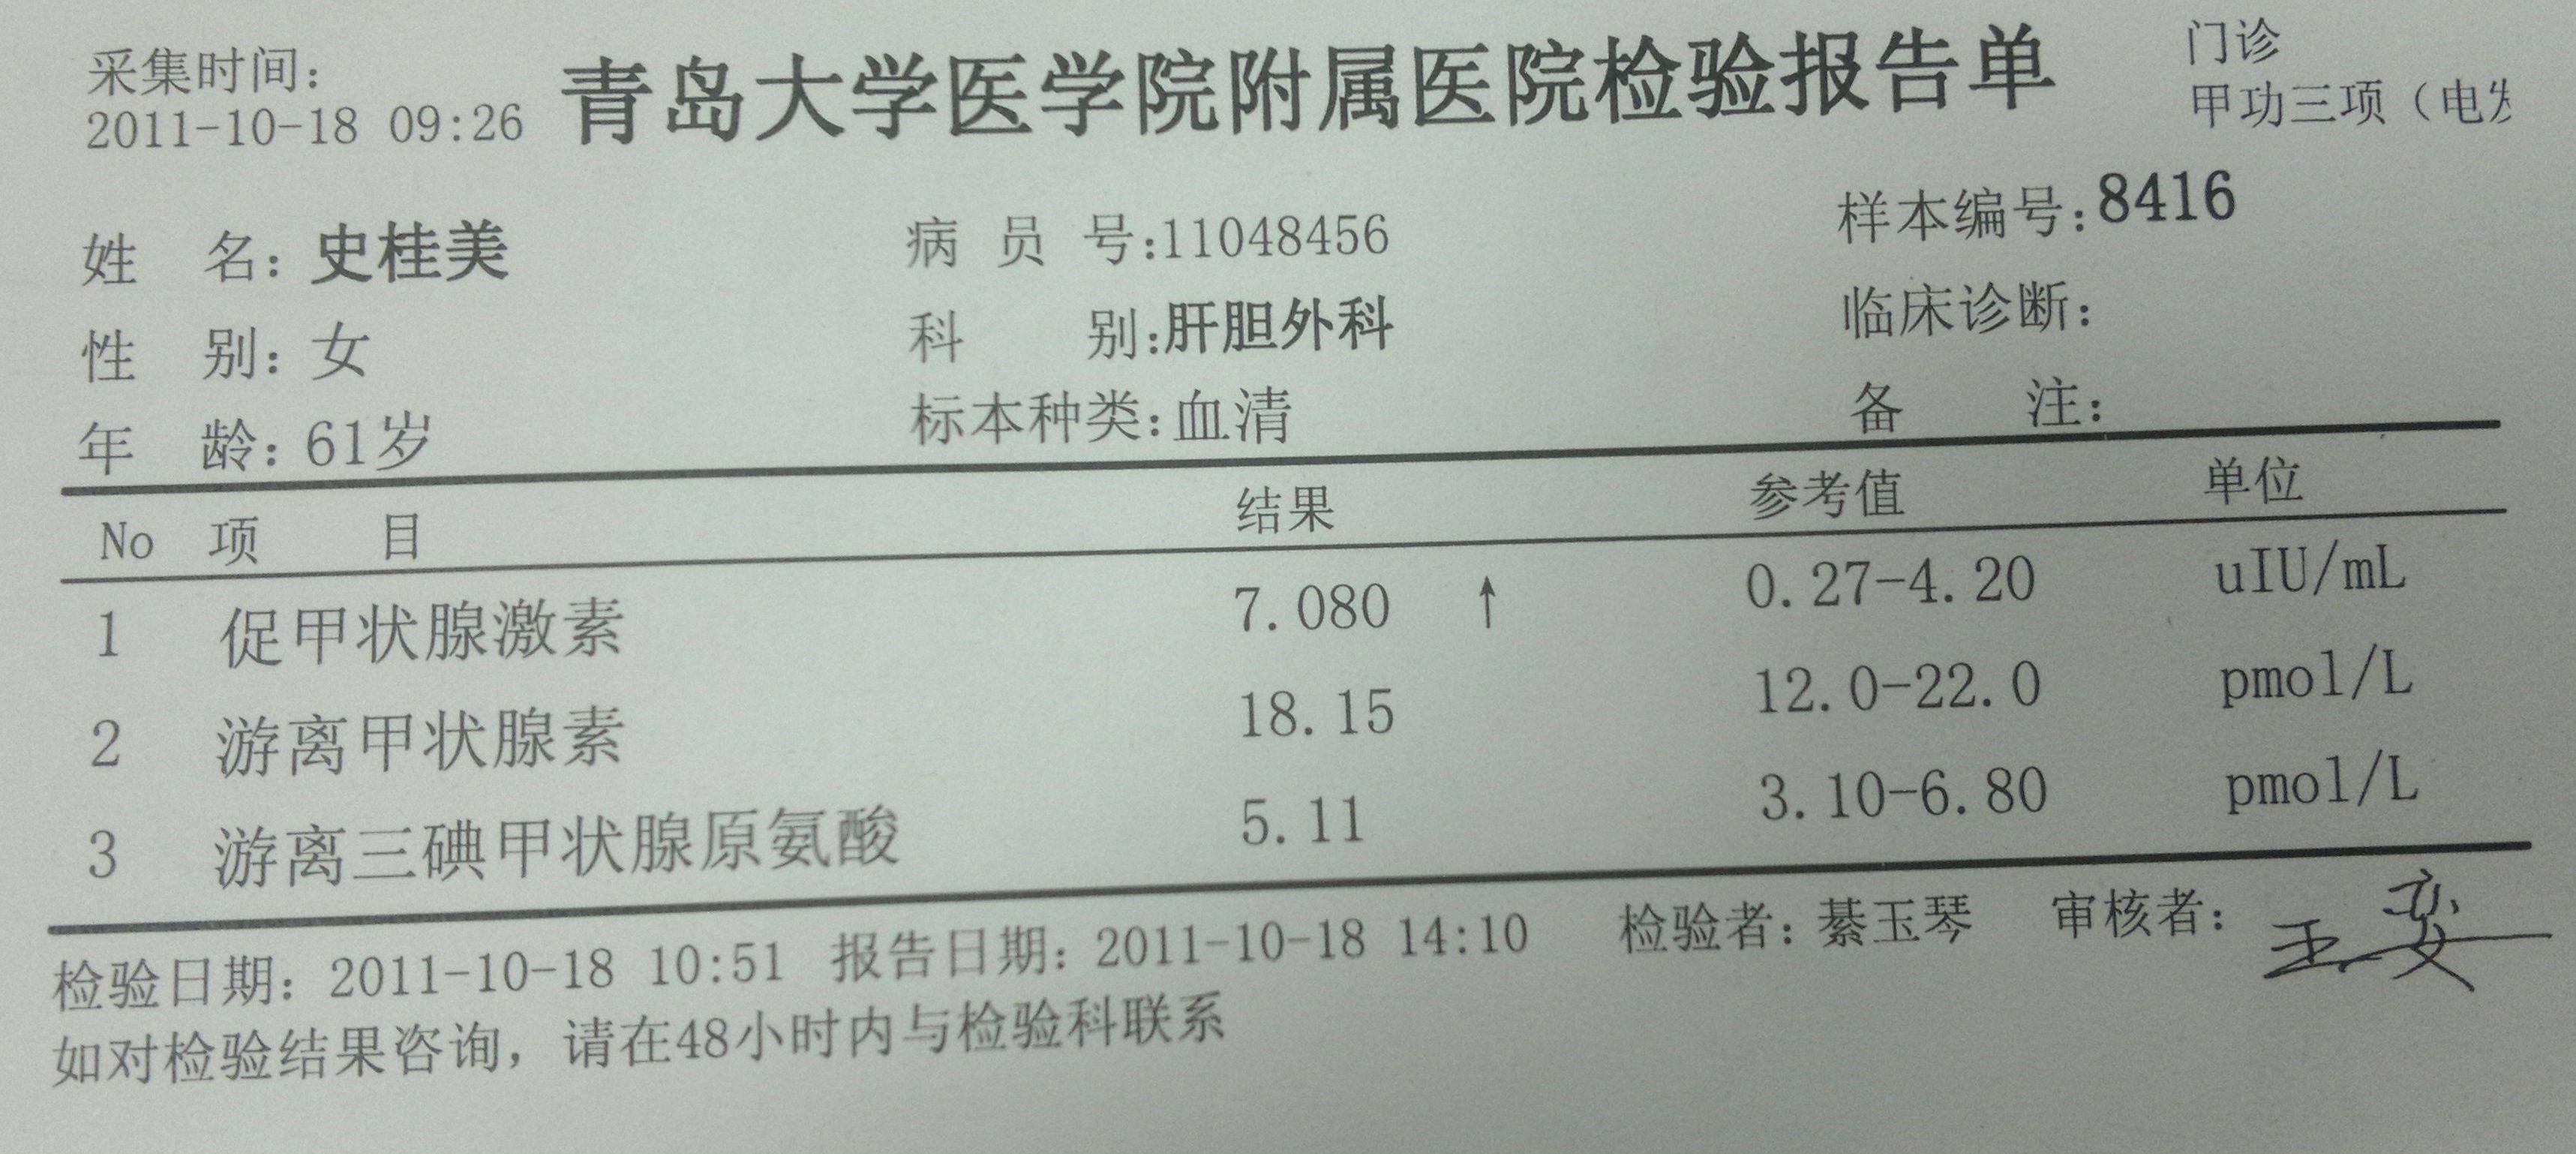 采集时间:
2011-10-18 09:26
青岛大学医学院附属医院检验报告单
门诊
甲功三项（电发
姓 名: 史桂美 病 员 号:11048456 样本编号:8416
性 别: 女 科 别:肝胆外科 临床诊断:
年 龄: 61岁 标本种类: 血清 备 注:
No 项 目 结果 参考值 单位
1 促甲状腺激素 7.080 ↑ 0.27-4.20 uIU/mL
2 游离甲状腺素 18.15 12.0-22.0 pmol/L
3 游离三碘甲状腺原氨酸 5.11 3.10-6.80 pmol/L
检验日期: 2011-10-18 10:51 报告日期: 2011-10-18 14:10 检验者: 綦玉琴 审核者:
如对检验结果咨询，请在48小时内与检验科联系